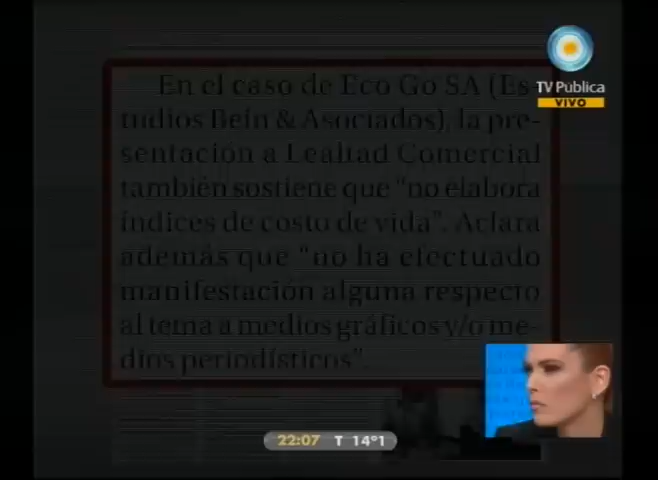 En el caso de Eco Go SA (Es-
tudios Bein & Asociados), la pre-
sentación a Lealtad Comercial
también sostiene que "no elabora
índices de costo de vida". Aclara
además que "no ha efectuado
manifestación alguna respecto
al tema a medios gráficos y/o me-
dios periodísticos".
TV Pública
VIVO
22:07 T 14°1